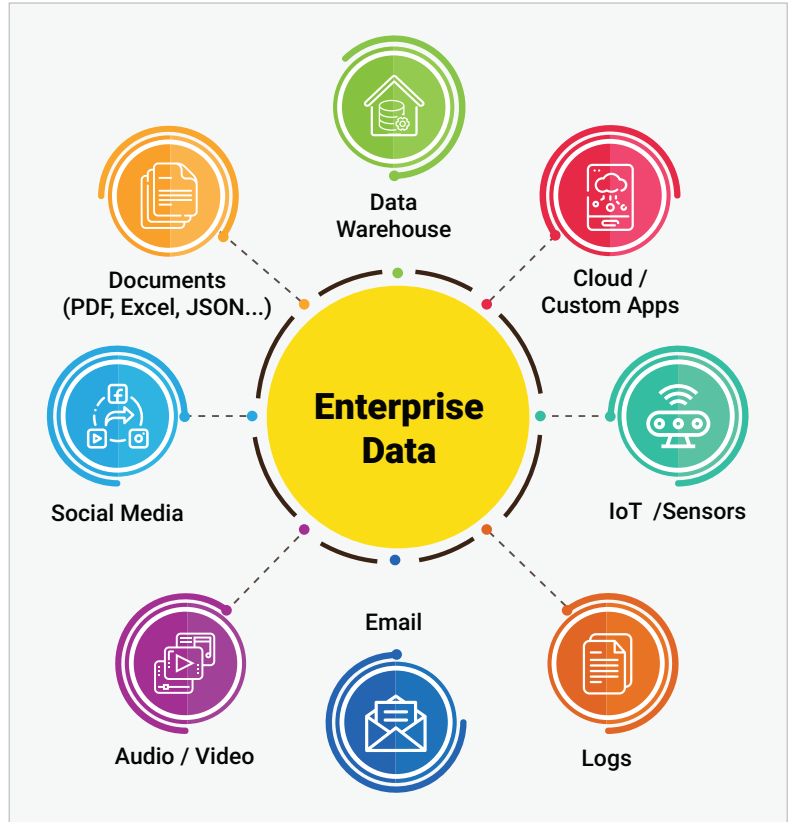 Data
Warehouse
Documents
(PDF, Excel, JSON...)
Cloud /
Custom Apps
Enterprise
Data
Social Media
IoT /Sensors
Email
Audio / Video
Logs